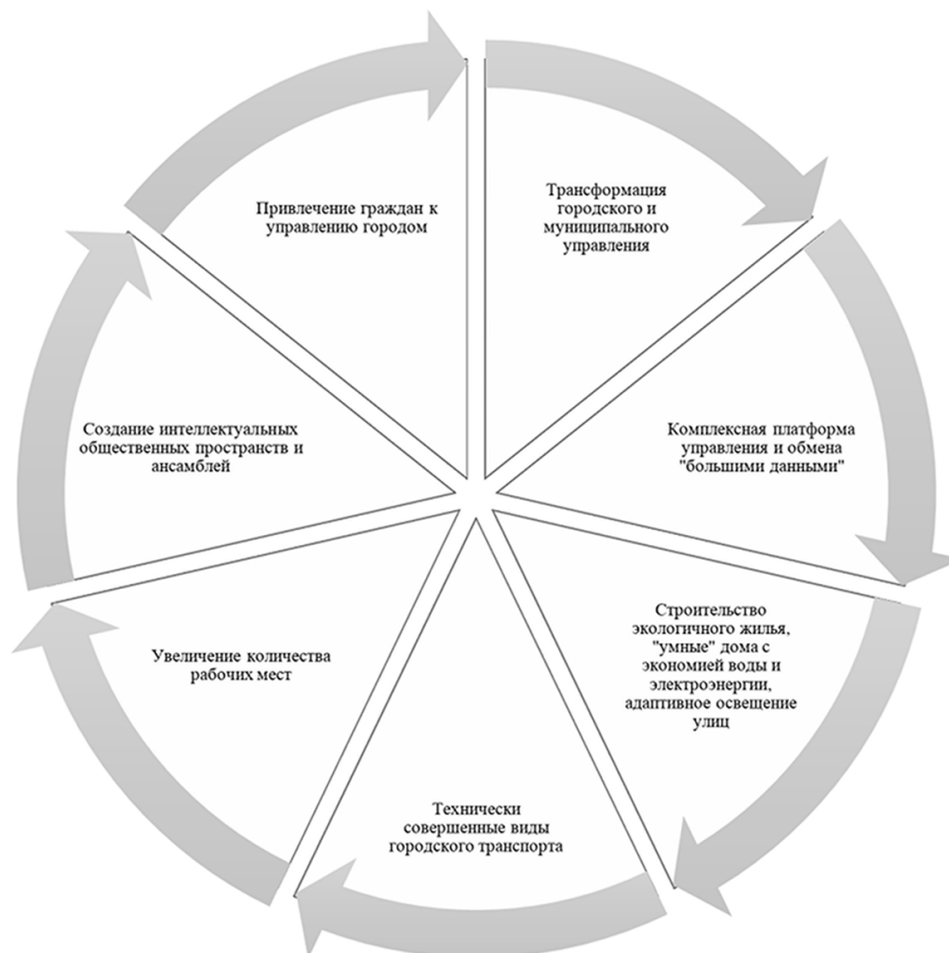 Привлечение граждан к
управлению городом
Трансформация
городского и
муниципального
управления
Комплексная платформа
управления и обмена
"большими данными"
Строительство
экологичного жилья,
"умные" дома с
экономией воды и
электроэнергии,
адаптивное освещение
улиц
Технически
совершенные виды
городского транспорта
Увеличение количества
рабочих мест
Создание интеллектуальных
общественных пространств и
ансамблей